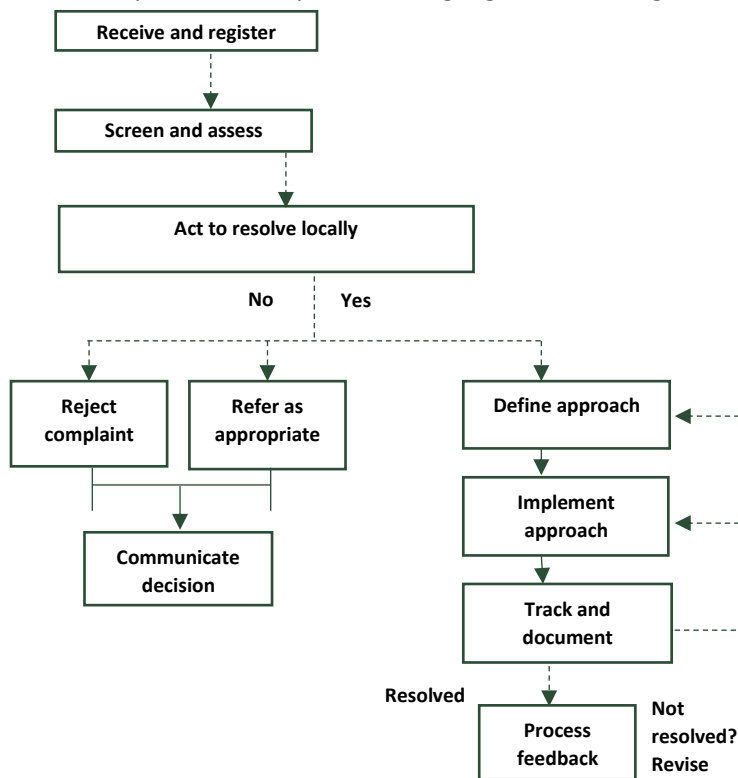 Receive and register
Screen and assess
Act to resolve locally
No
Yes
Reject
complaint
Refer as
appropriate
Communicate
decision
Define approach
Implement
approach
Track and
document
Resolved
Process
feedback
Not
resolved?
Revise